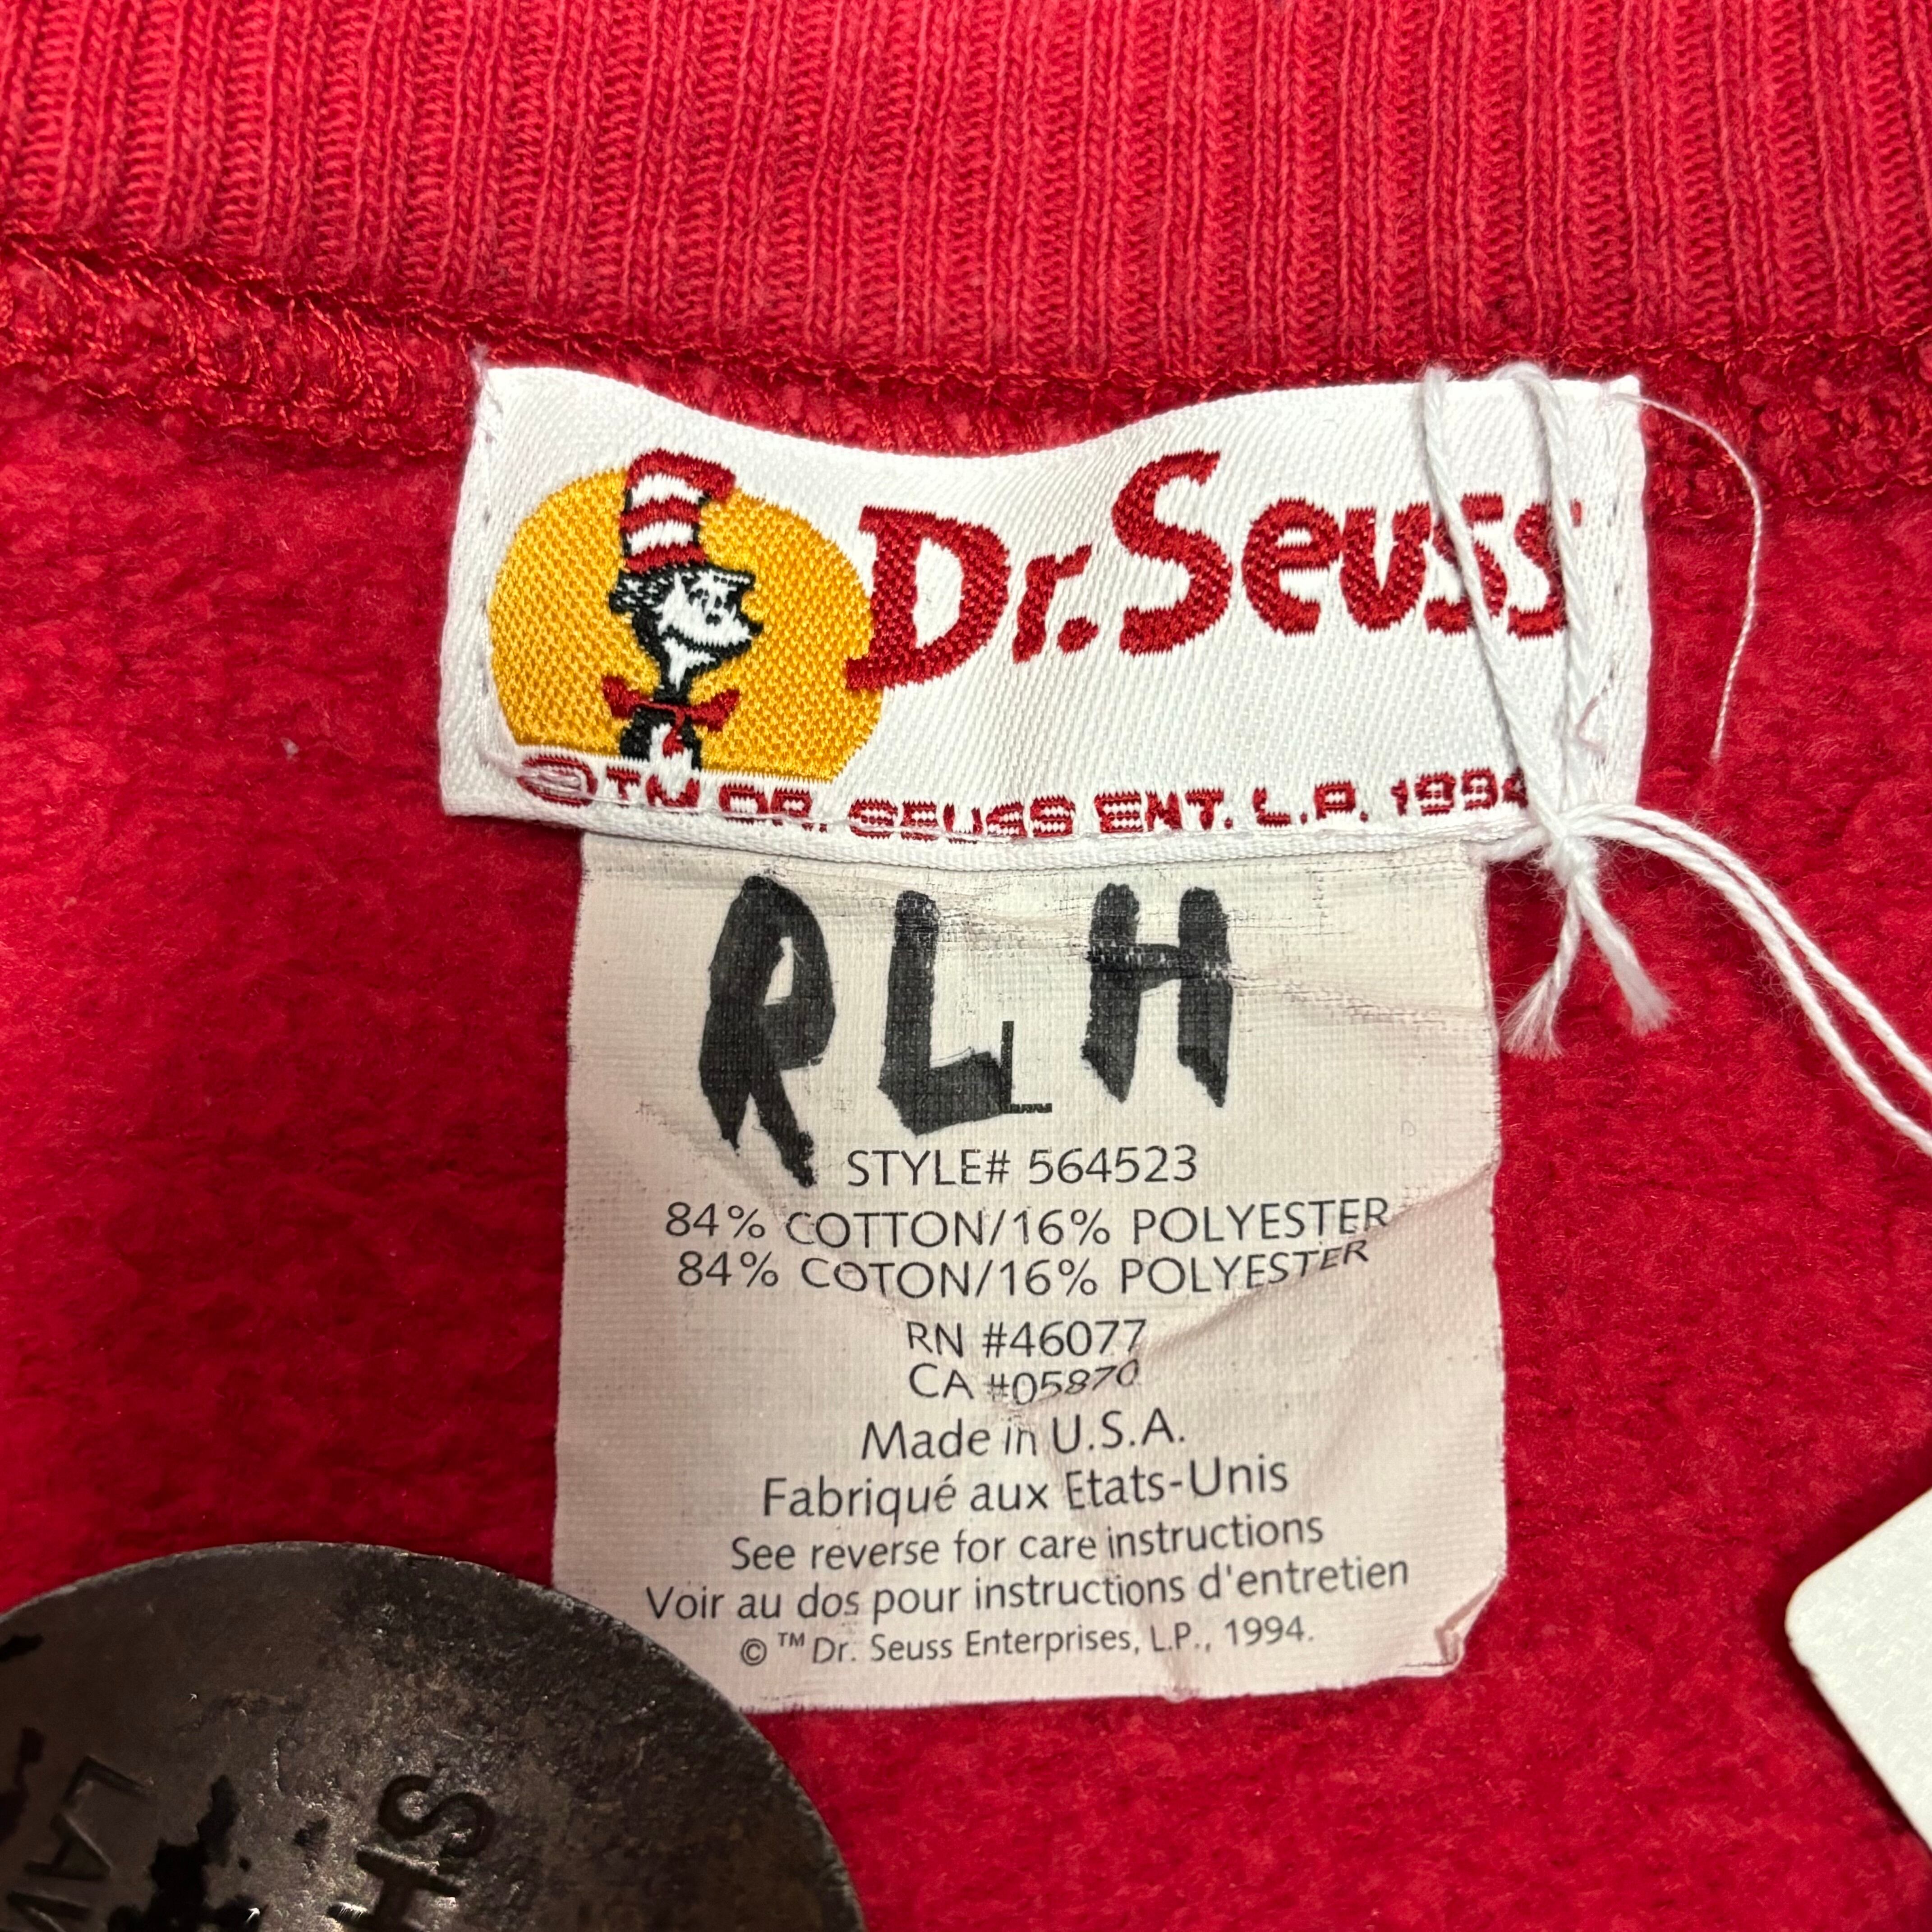 Dr. Seuss
©TM DR. SEUSS ENT. L.P. 1994
RLH
L
STYLE# 564523
84% COTTON/16% POLYESTER
84% COTON/16% POLYESTER
RN #46077
CA #05870
Made in U.S.A.
Fabriqué aux Etats-Unis
See reverse for care instructions
Voir au dos pour instructions d'entretien
© ™ Dr. Seuss Enterprises, L.P., 1994.